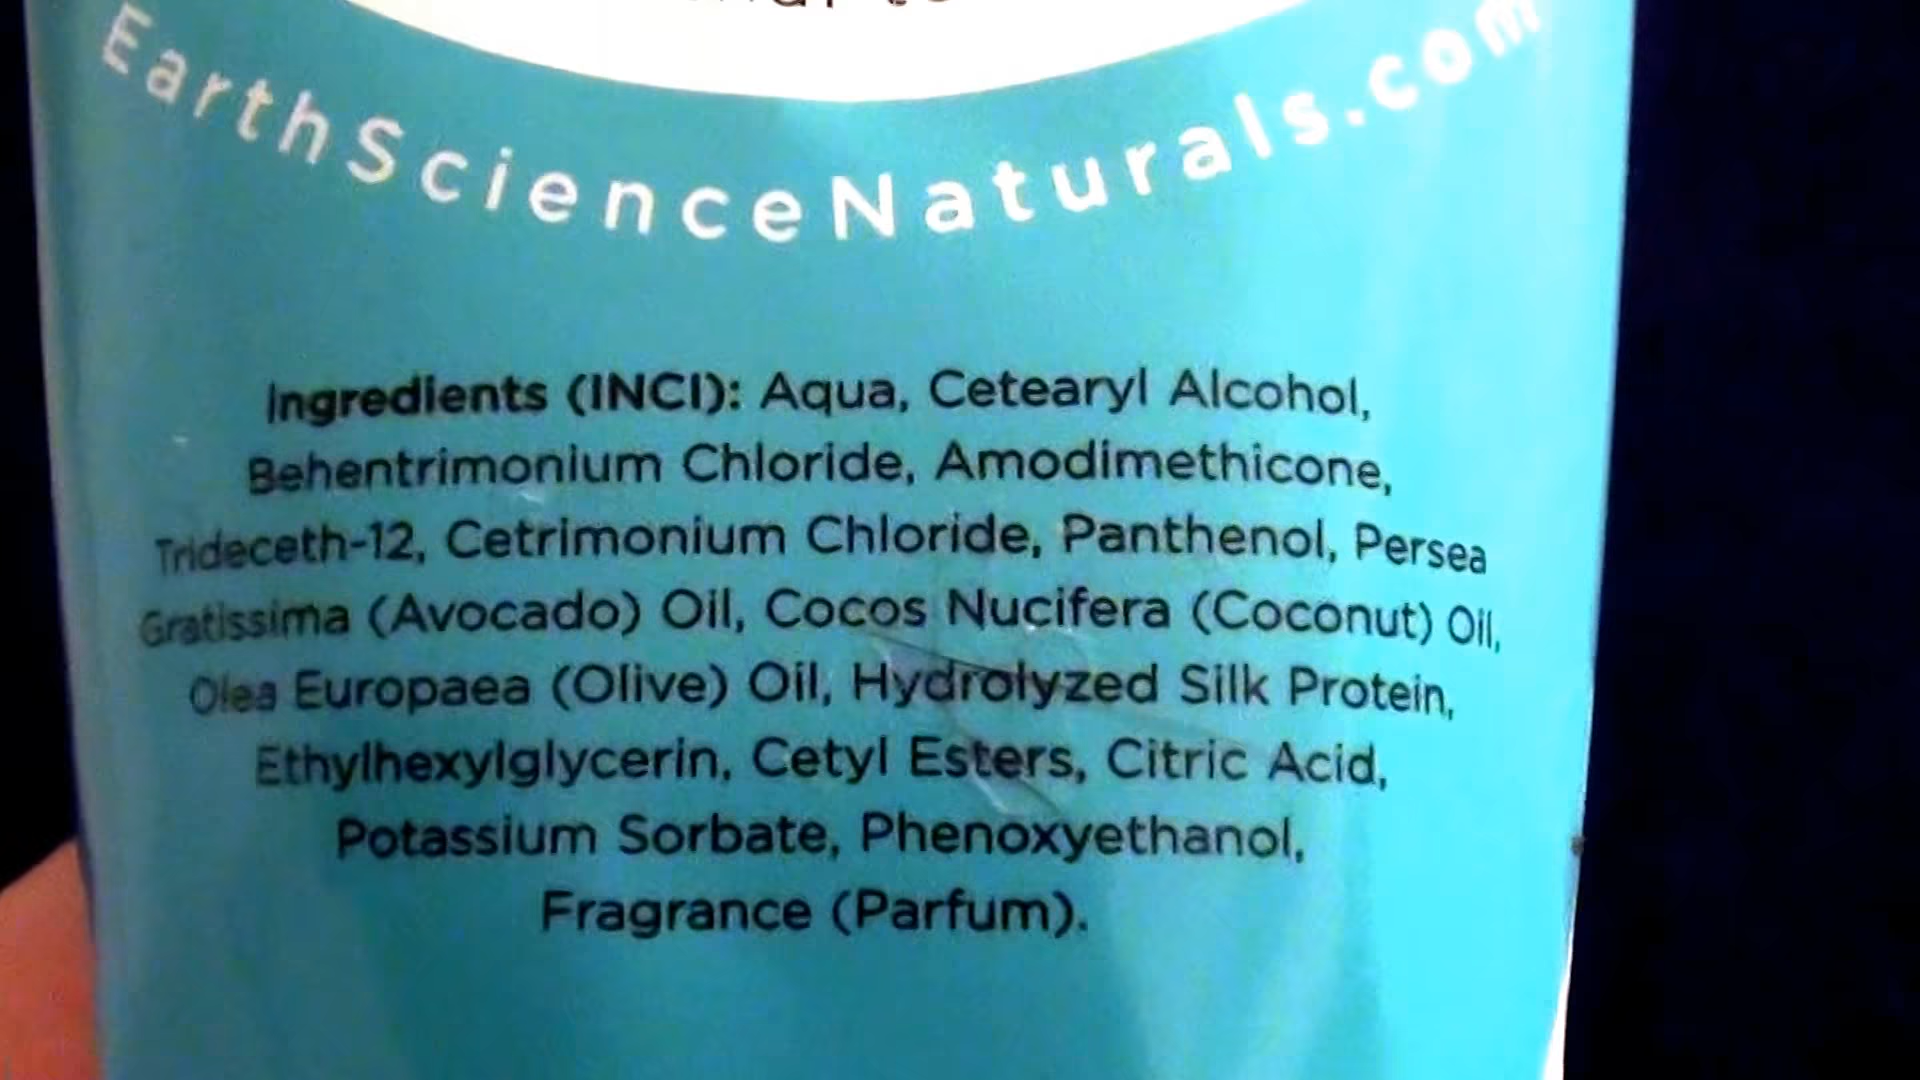 EarthScienceNaturals.com
Ingredients (INCI): Aqua, Cetearyl Alcohol,
Behentrimonium Chloride, Amodimethicone,
Trideceth-12, Cetrimonium Chloride, Panthenol, Persea
Gratissima (Avocado) Oil, Cocos Nucifera (Coconut) Oil,
Olea Europaea (Olive) Oil, Hydrolyzed Silk Protein,
Ethylhexylglycerin, Cetyl Esters, Citric Acid,
Potassium Sorbate, Phenoxyethanol,
Fragrance (Parfum).